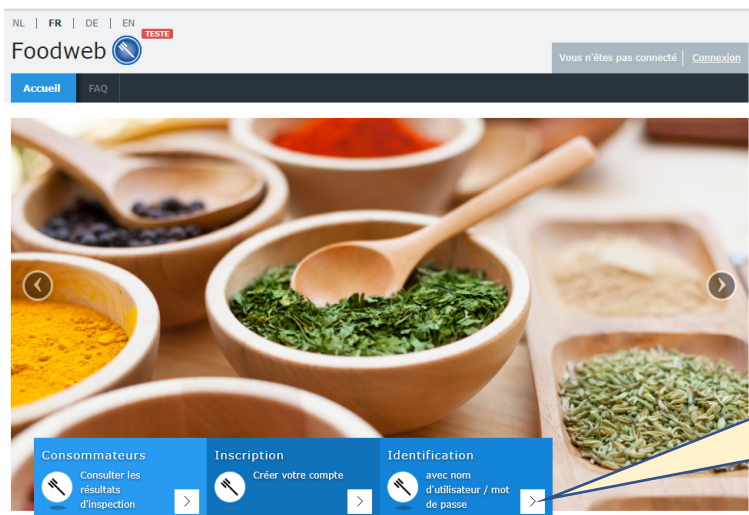 NL | FR | DE | EN
TESTE
Foodweb
Vous n'êtes pas connecté | Connexion
Accueil FAQ
Consommateurs
Consulter les
résultats
d'inspection
Inscription
Créer votre compte
Identification
avec nom
d'utilisateur / mot
de passe